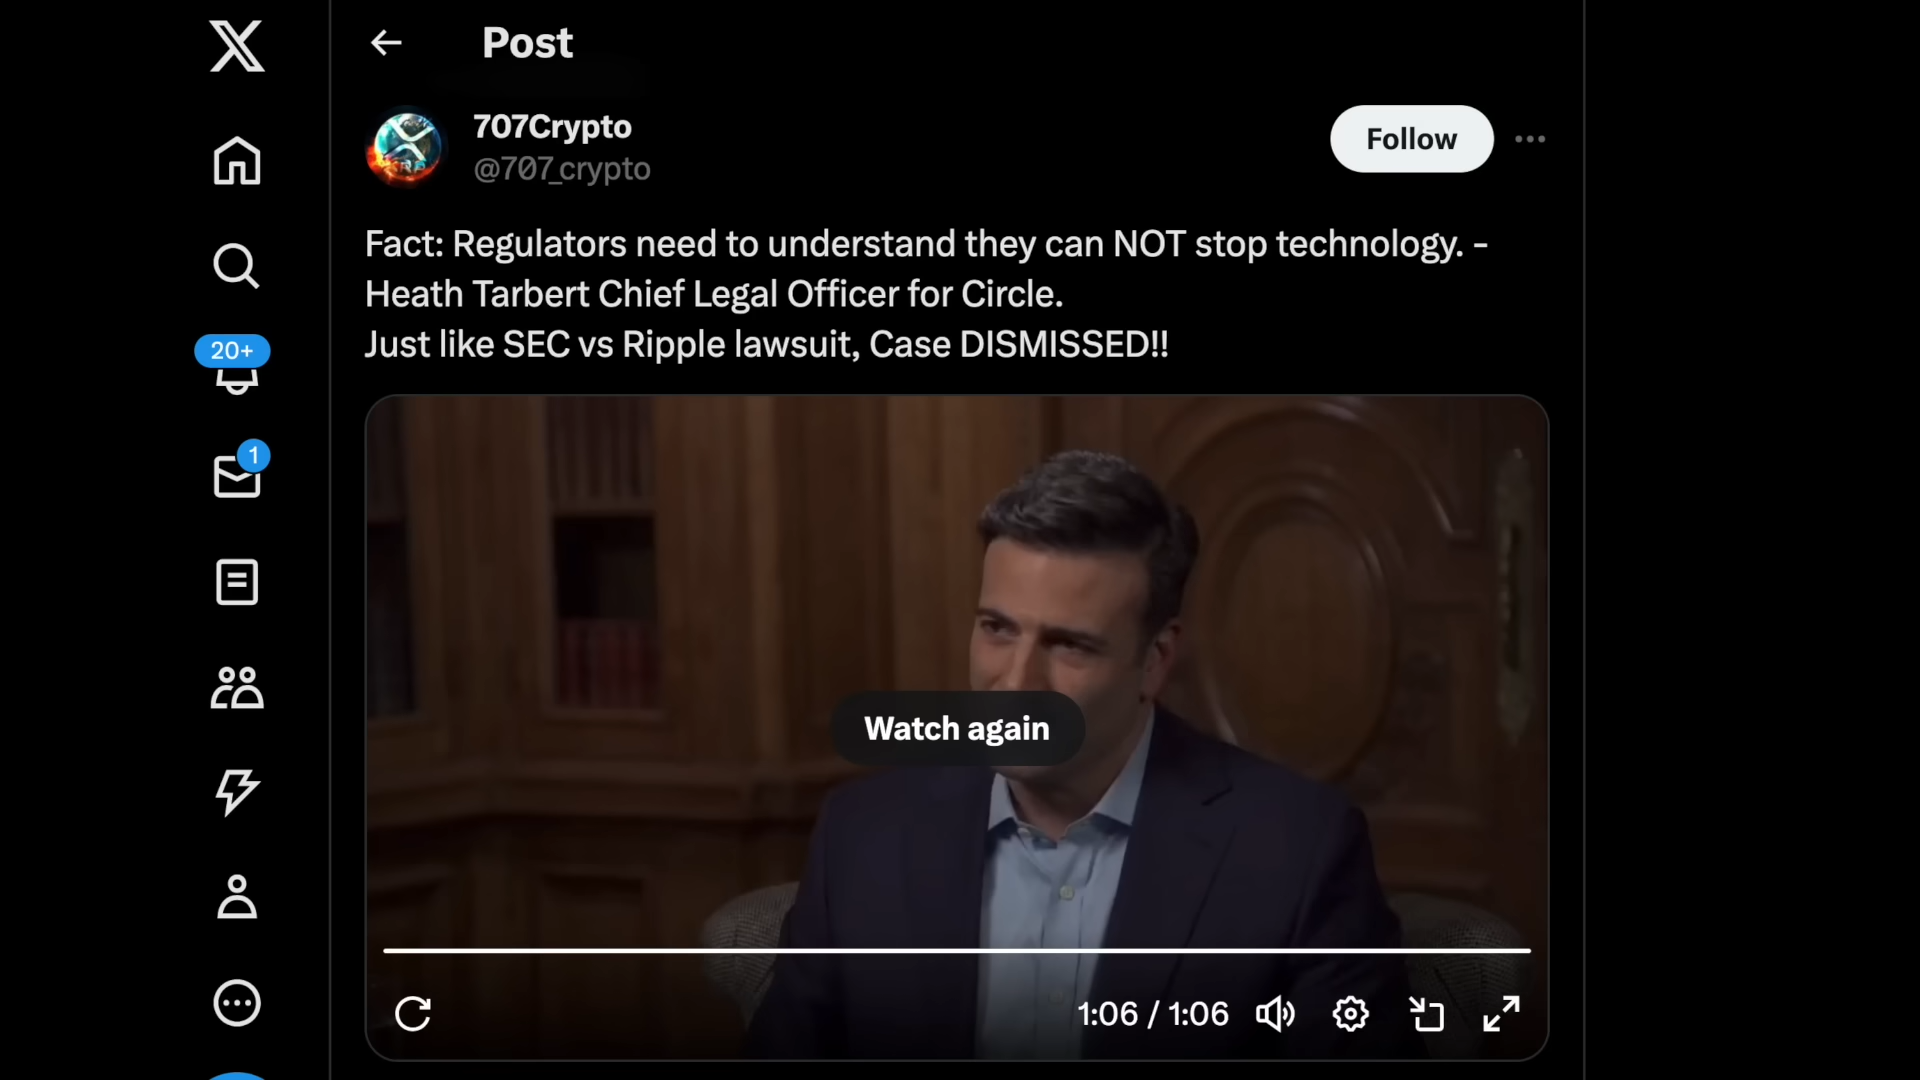 Post
707Crypto
@707_crypto
Follow
Fact: Regulators need to understand they can NOT stop technology. -
Heath Tarbert Chief Legal Officer for Circle.
Just like SEC vs Ripple lawsuit, Case DISMISSED!!
20+
1
Watch again
1:06 / 1:06